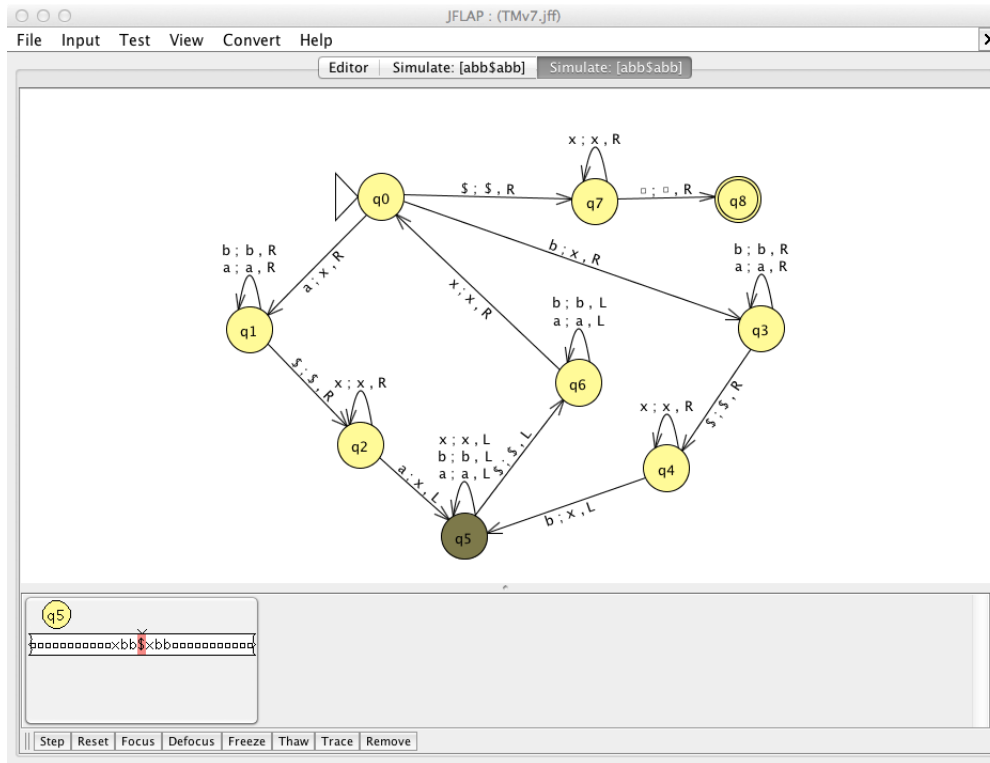 JFLAP : (TMv7.jff)
File Input Test View Convert Help
Editor Simulate: [abb$abb] Simulate: [abb$abb]
x ; x , R
q0
$ ; $ , R
q7
□ ; □ , R
q8
b ; b , R
a ; a , R
a ; x , R
x ; x , R
b ; x , R
b ; b , R
a ; a , R
q1
b ; b , L
a ; a , L
q3
$ ; $ , R
x ; x , R
q6
$ ; $ , R
q2
x ; x , R
a ; x , L
x ; x , L
b ; b , L
a ; a , L
$ ; $ , L
q4
b ; x , L
q5
q5
□□□□□□□□□□□xbb$xbb□□□□□□□□□□□
Step Reset Focus Defocus Freeze Thaw Trace Remove